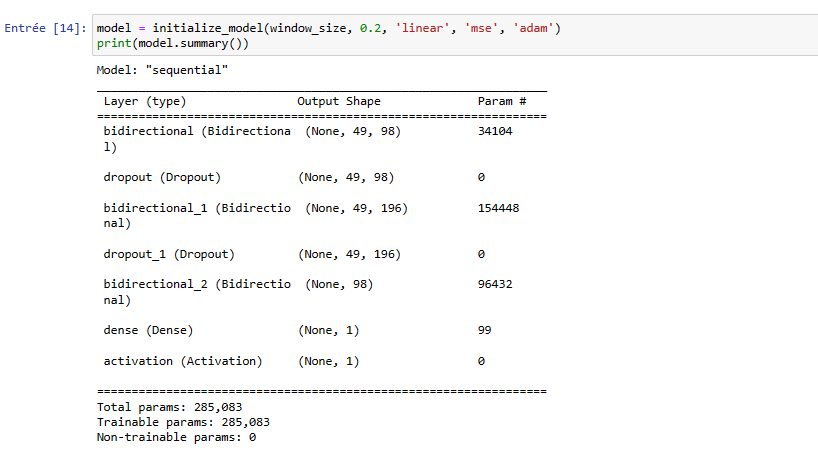 Entrée [14]: model = initialize_model(window_size, 0.2, 'linear', 'mse', 'adam')
print(model.summary())
Model: "sequential"
_________________________________________________________________
Layer (type) Output Shape Param #
=================================================================
bidirectional (Bidirectiona (None, 49, 98) 34104
l)
dropout (Dropout) (None, 49, 98) 0
bidirectional_1 (Bidirectio (None, 49, 196) 154448
nal)
dropout_1 (Dropout) (None, 49, 196) 0
bidirectional_2 (Bidirectio (None, 98) 96432
nal)
dense (Dense) (None, 1) 99
activation (Activation) (None, 1) 0
=================================================================
Total params: 285,083
Trainable params: 285,083
Non-trainable params: 0